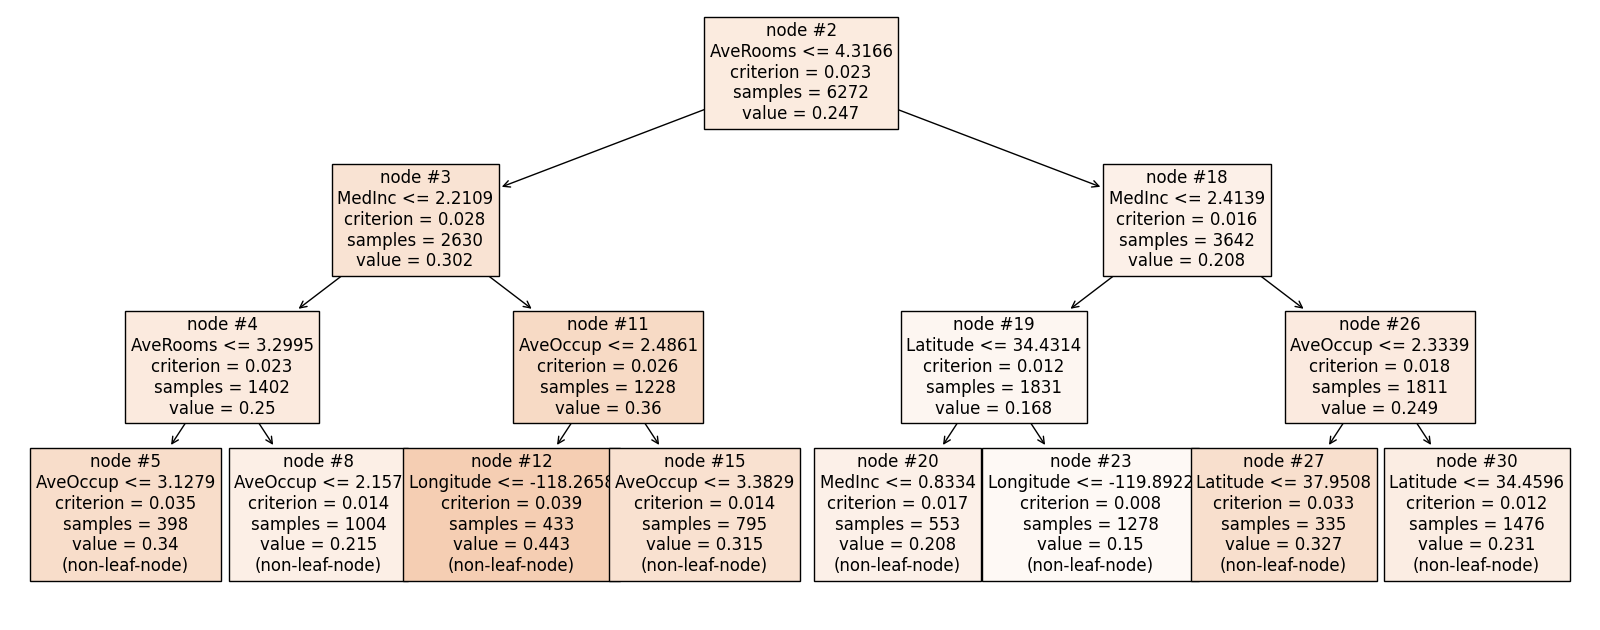 node #2
AveRooms <= 4.3166
criterion = 0.023
samples = 6272
value = 0.247
node #3
MedInc <= 2.2109
criterion = 0.028
samples = 2630
value = 0.302
node #18
MedInc <= 2.4139
criterion = 0.016
samples = 3642
value = 0.208
node #4
AveRooms <= 3.2995
criterion = 0.023
samples = 1402
value = 0.25
node #11
AveOccup <= 2.4861
criterion = 0.026
samples = 1228
value = 0.36
node #19
Latitude <= 34.4314
criterion = 0.012
samples = 1831
value = 0.168
node #26
AveOccup <= 2.3339
criterion = 0.018
samples = 1811
value = 0.249
node #5
AveOccup <= 3.1279
criterion = 0.035
samples = 398
value = 0.34
(non-leaf-node)
node #8
AveOccup <= 2.157
criterion = 0.014
samples = 1004
value = 0.215
(non-leaf-node)
node #12
Longitude <= -118.2658
criterion = 0.039
samples = 433
value = 0.443
(non-leaf-node)
node #15
AveOccup <= 3.3829
criterion = 0.014
samples = 795
value = 0.315
(non-leaf-node)
node #20
MedInc <= 0.8334
criterion = 0.017
samples = 553
value = 0.208
(non-leaf-node)
node #23
Longitude <= -119.8922
criterion = 0.008
samples = 1278
value = 0.15
(non-leaf-node)
node #27
Latitude <= 37.9508
criterion = 0.033
samples = 335
value = 0.327
(non-leaf-node)
node #30
Latitude <= 34.4596
criterion = 0.012
samples = 1476
value = 0.231
(non-leaf-node)